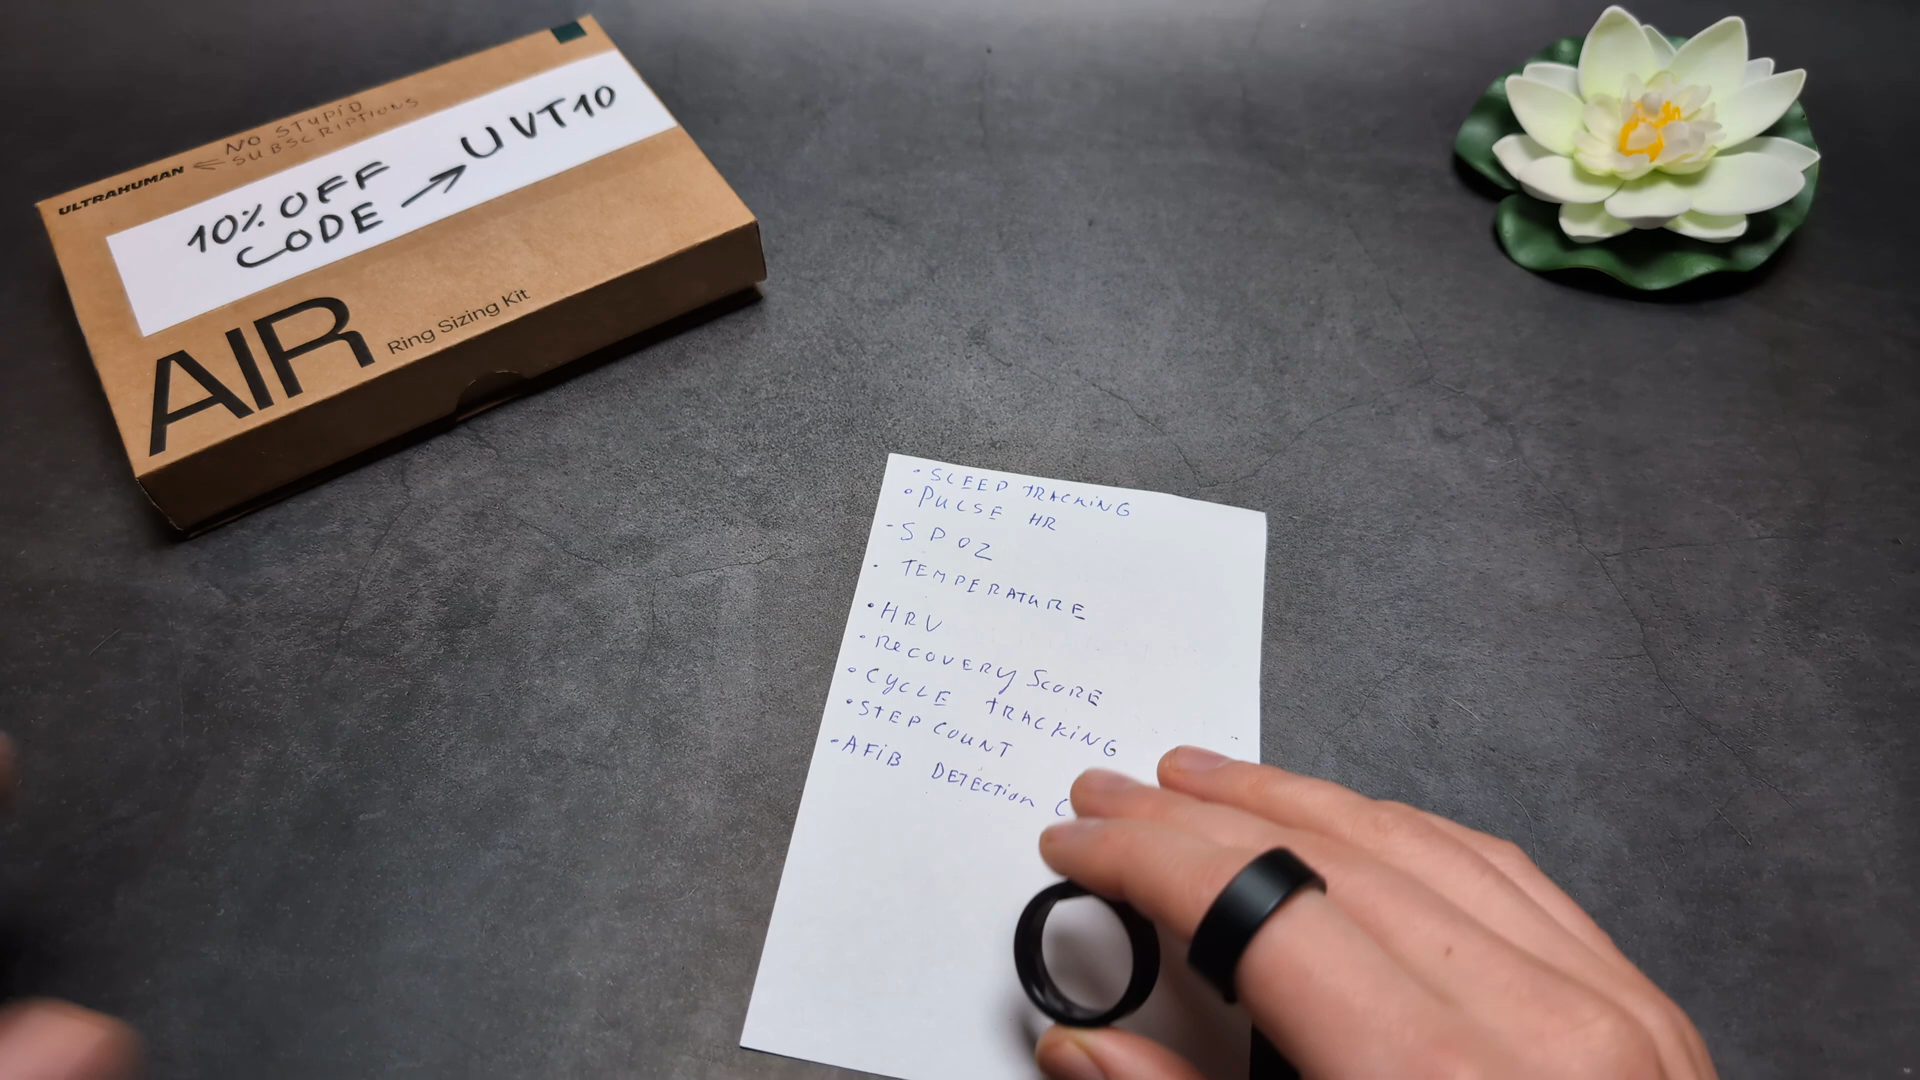 NO STUPID
ULTRAHUMAN ← SUBSCRIPTIONS
10% OFF
CODE → UVT10
AIR Ring Sizing Kit
• SLEEP TRACKING
• PULSE HR
- SPO2
• TEMPERATURE
• HRV
• RECOVERY SCORE
• CYCLE TRACKING
• STEP COUNT
• AFIB DETECTION (